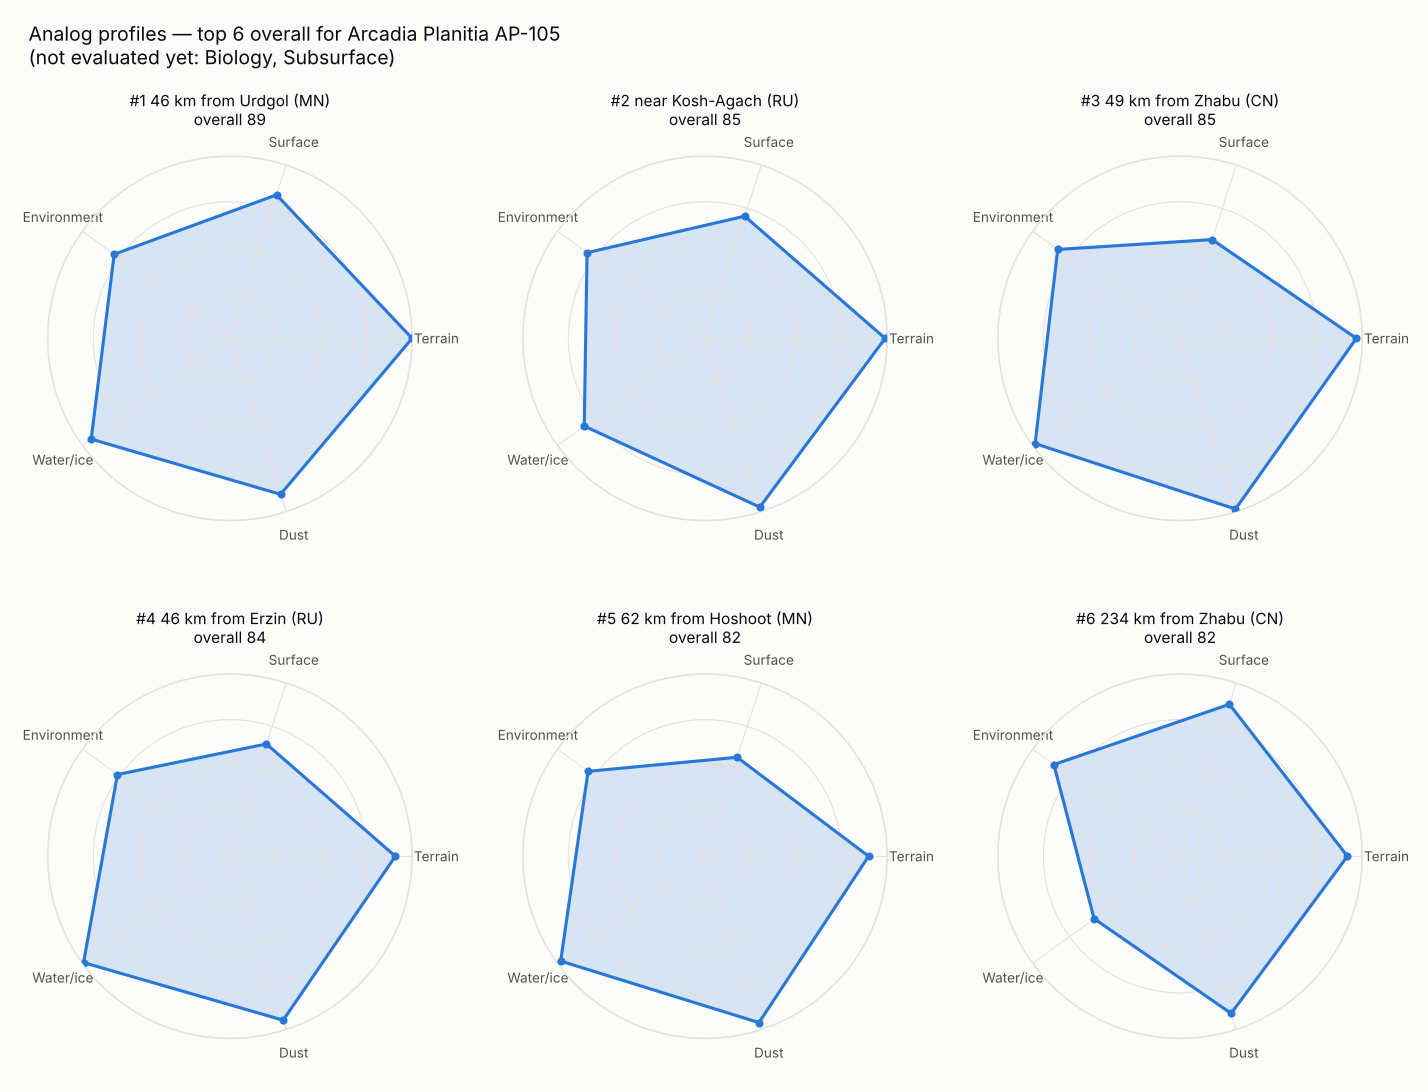 Analog profiles — top 6 overall for Arcadia Planitia AP-105
(not evaluated yet: Biology, Subsurface)
#1 46 km from Urdgol (MN)
overall 89
Surface
Environment
Terrain
Water/ice
Dust
#2 near Kosh-Agach (RU)
overall 85
Surface
Environment
Terrain
Water/ice
Dust
#3 49 km from Zhabu (CN)
overall 85
Surface
Environment
Terrain
Water/ice
Dust
#4 46 km from Erzin (RU)
overall 84
Surface
Environment
Terrain
Water/ice
Dust
#5 62 km from Hoshoot (MN)
overall 82
Surface
Environment
Terrain
Water/ice
Dust
#6 234 km from Zhabu (CN)
overall 82
Surface
Environment
Terrain
Water/ice
Dust